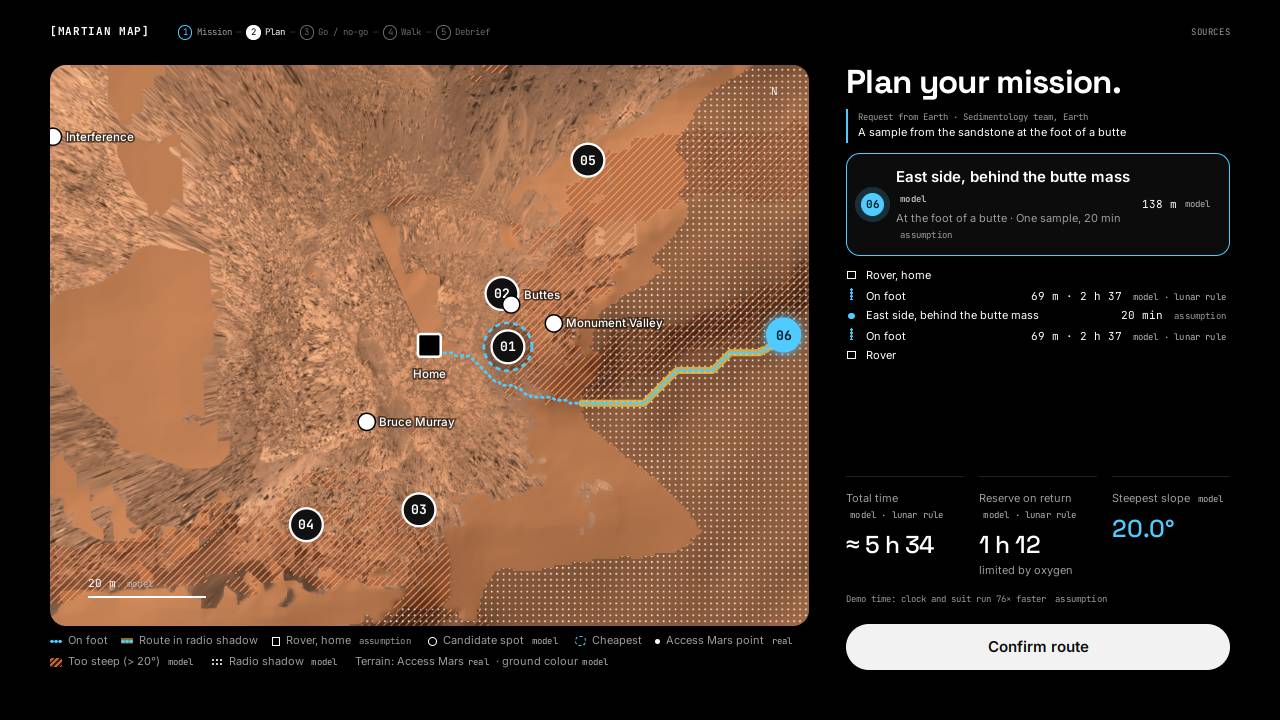 [MARTIAN MAP] 1 Mission – 2 Plan – 3 Go / no-go – 4 Walk – 5 Debrief SOURCES
N
Interference
05
02
Buttes
Monument Valley
01
06
Home
Bruce Murray
03
04
20 m model
On foot Route in radio shadow Rover, home assumption Candidate spot model Cheapest Access Mars point real
Too steep (> 20°) model Radio shadow model Terrain: Access Mars real · ground colour model
Plan your mission.
Request from Earth · Sedimentology team, Earth
A sample from the sandstone at the foot of a butte
East side, behind the butte mass
model
06
138 m model
At the foot of a butte · One sample, 20 min
assumption
Rover, home
On foot 69 m · 2 h 37 model · lunar rule
East side, behind the butte mass 20 min assumption
On foot 69 m · 2 h 37 model · lunar rule
Rover
Total time
model · lunar rule
≈ 5 h 34
Reserve on return
model · lunar rule
1 h 12
limited by oxygen
Steepest slope model
20.0°
Demo time: clock and suit run 76× faster assumption
Confirm route